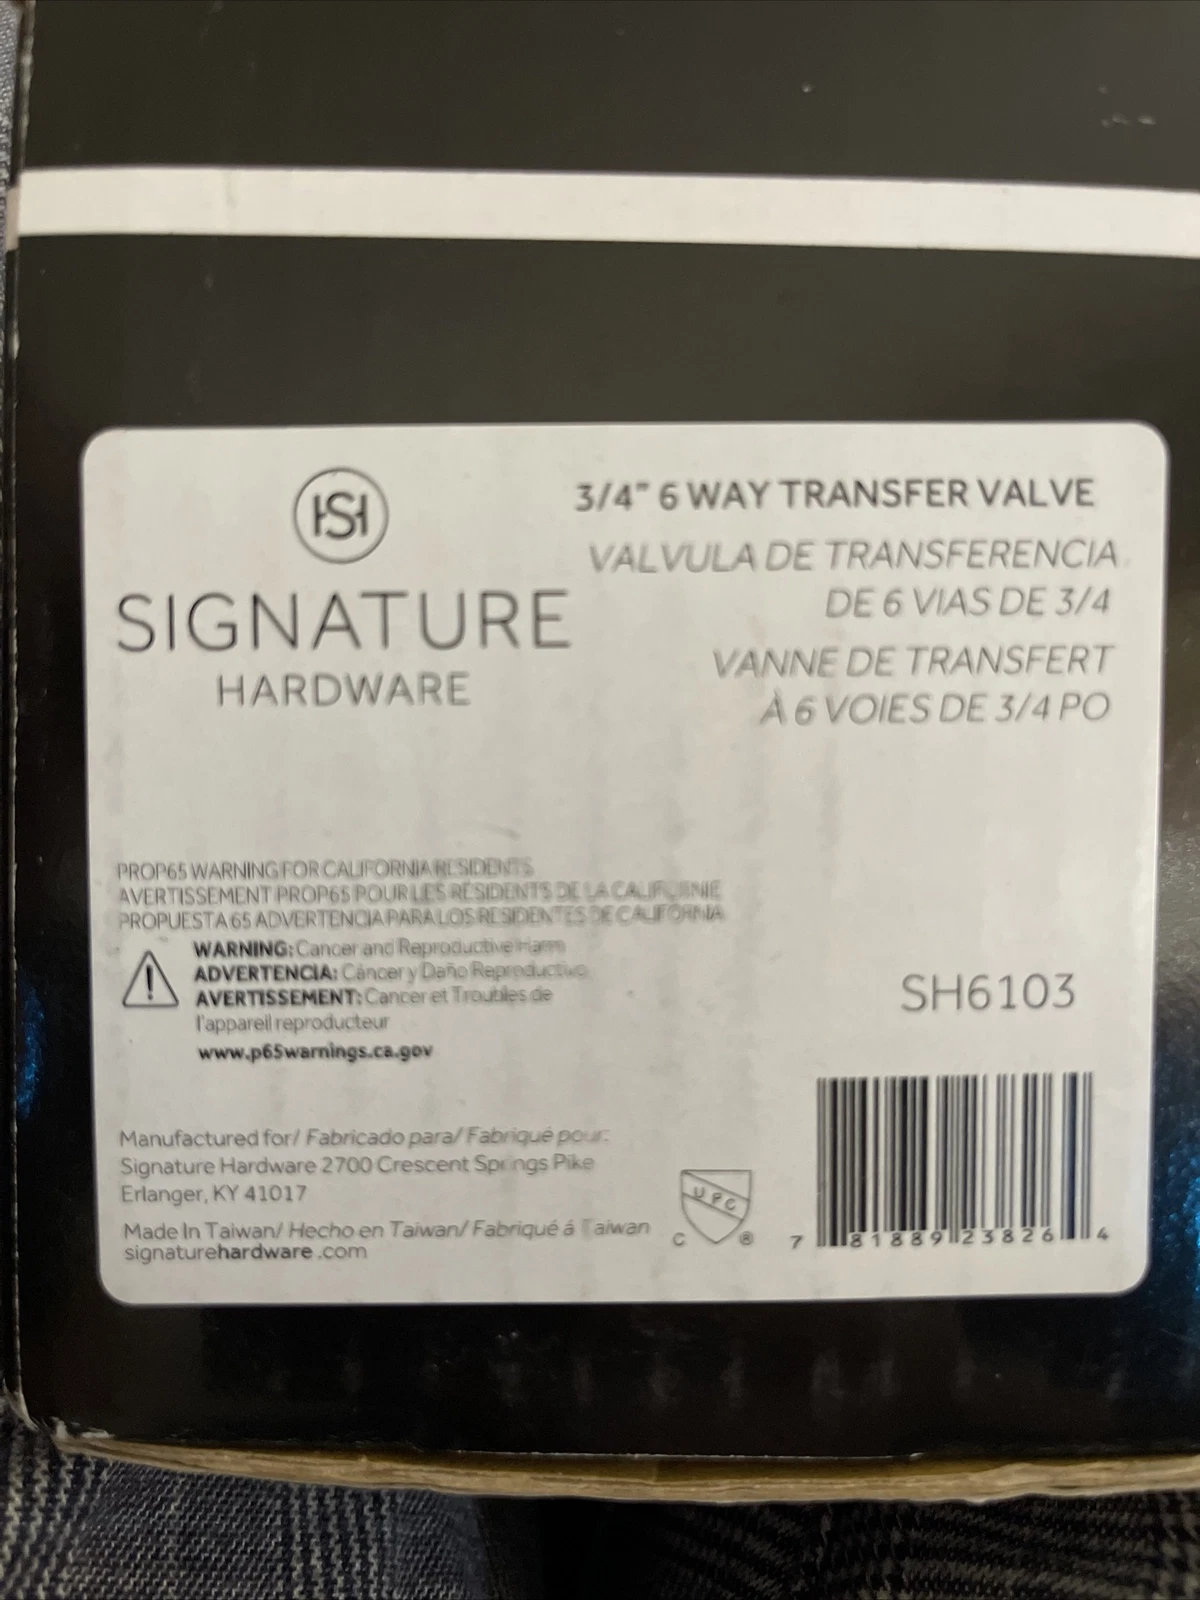 HS
SIGNATURE
HARDWARE
3/4" 6 WAY TRANSFER VALVE
VALVULA DE TRANSFERENCIA
DE 6 VIAS DE 3/4
VANNE DE TRANSFERT
À 6 VOIES DE 3/4 PO
PROP65 WARNING FOR CALIFORNIA RESIDENTS
AVERTISSEMENT PROP65 POUR LES RÉSIDENTS DE LA CALIFORNIE
PROPUESTA 65 ADVERTENCIA PARA LOS RESIDENTES DE CALIFORNIA
WARNING: Cancer and Reproductive Harm
ADVERTENCIA: Cáncer y Daño Reproductivo
AVERTISSEMENT: Cancer et Troubles de
l'appareil reproducteur
www.p65warnings.ca.gov
SH6103
Manufactured for/ Fabricado para/ Fabriqué pour:
Signature Hardware 2700 Crescent Springs Pike
Erlanger, KY 41017
Made In Taiwan/ Hecho en Taiwan/ Fabriqué á Taiwan
signaturehardware.com
C UPC ®
7 81889 23826 4